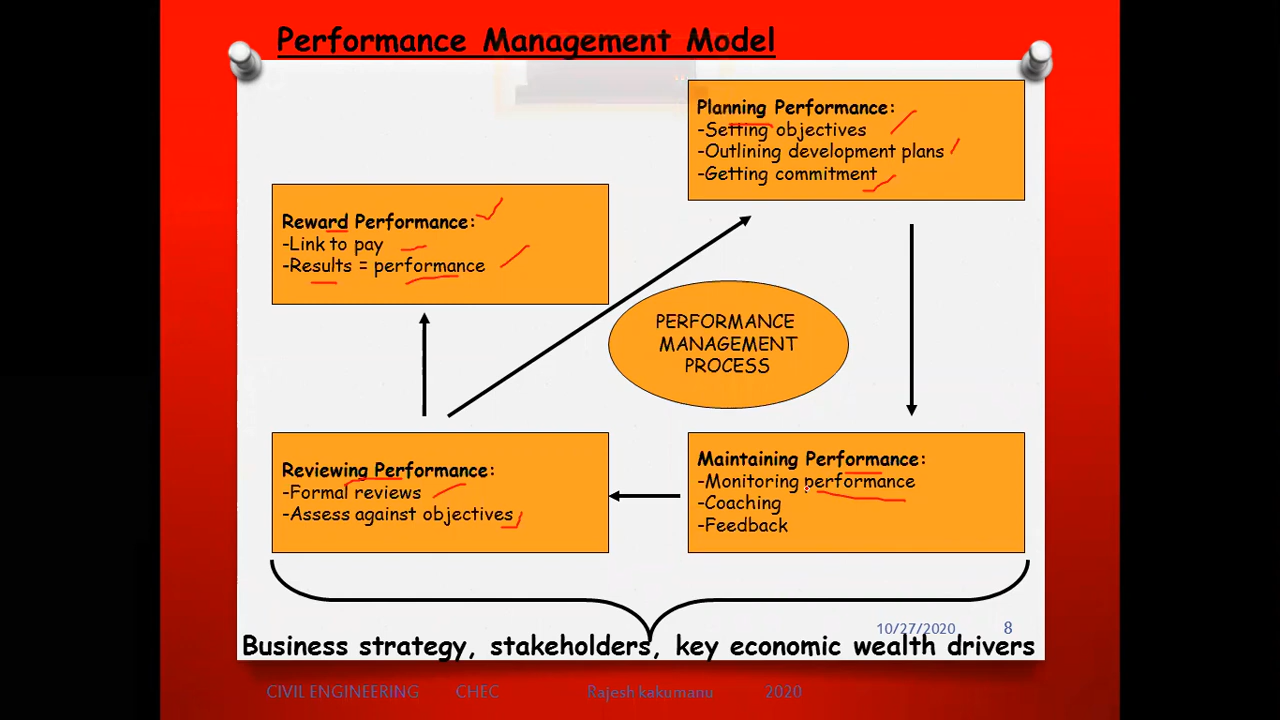 Performance Management Model
Planning Performance:
-Setting objectives
-Outlining development plans
-Getting commitment
Reward Performance:
-Link to pay
-Results = performance
PERFORMANCE
MANAGEMENT
PROCESS
Reviewing Performance:
-Formal reviews
-Assess against objectives
Maintaining Performance:
-Monitoring performance
-Coaching
-Feedback
10/27/2020 8
Business strategy, stakeholders, key economic wealth drivers
CIVIL ENGINEERING CHEC Rajesh kakumanu 2020